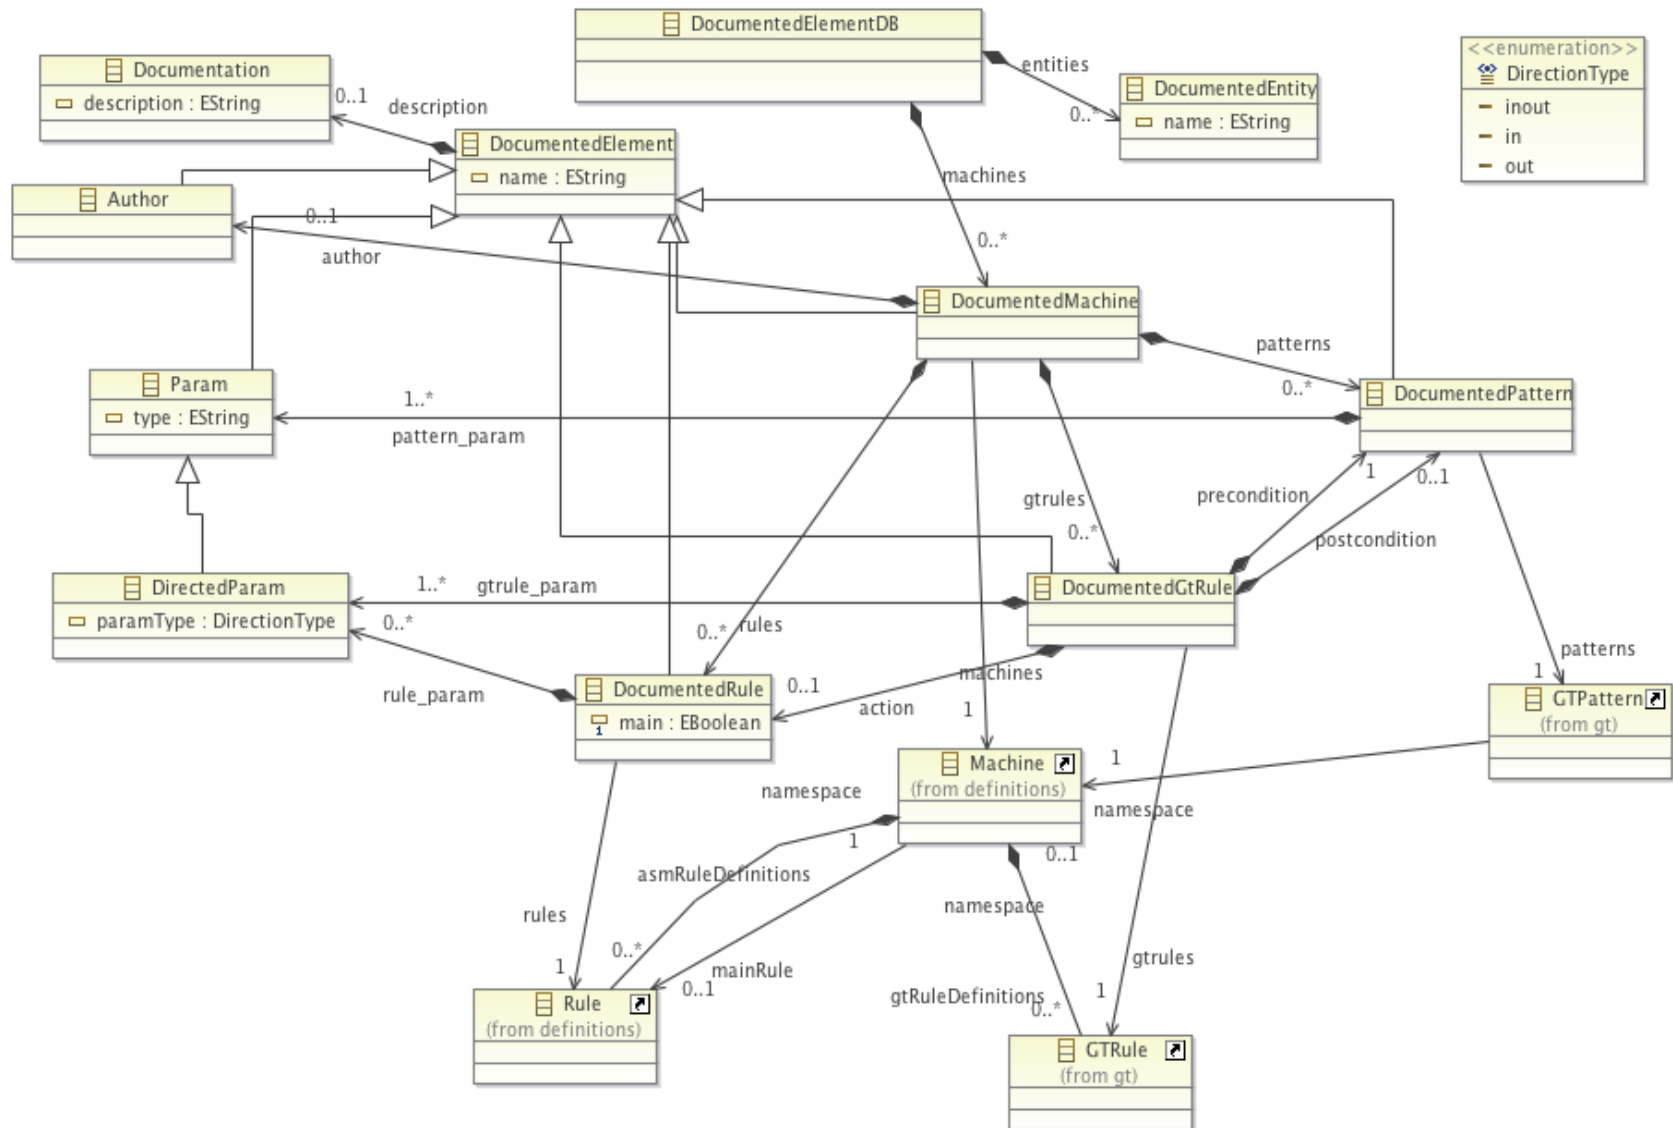 DocumentedElementDB
<<enumeration>>
DirectionType
inout
in
out
Documentation
description : EString
0..1
description
entities
0..*
DocumentedEntity
name : EString
DocumentedElement
name : EString
machines
0..*
Author
0..1
author
DocumentedMachine
patterns
0..*
Param
type : EString
1..*
pattern_param
DocumentedPattern
1
0..1
precondition
postcondition
gtrules
0..*
DirectedParam
paramType : DirectionType
1..*
gtrule_param
0..*
rule_param
DocumentedGtRule
0..*
rules
machines
1
0..1
action
DocumentedRule
main : EBoolean
patterns
1
GTPattern
(from gt)
Machine
(from definitions)
1
namespace
namespace
1
0..1
asmRuleDefinitions
namespace
rules
1
0..*
mainRule
0..1
gtRuleDefinitions
0..*
gtrules
1
Rule
(from definitions)
GTRule
(from gt)